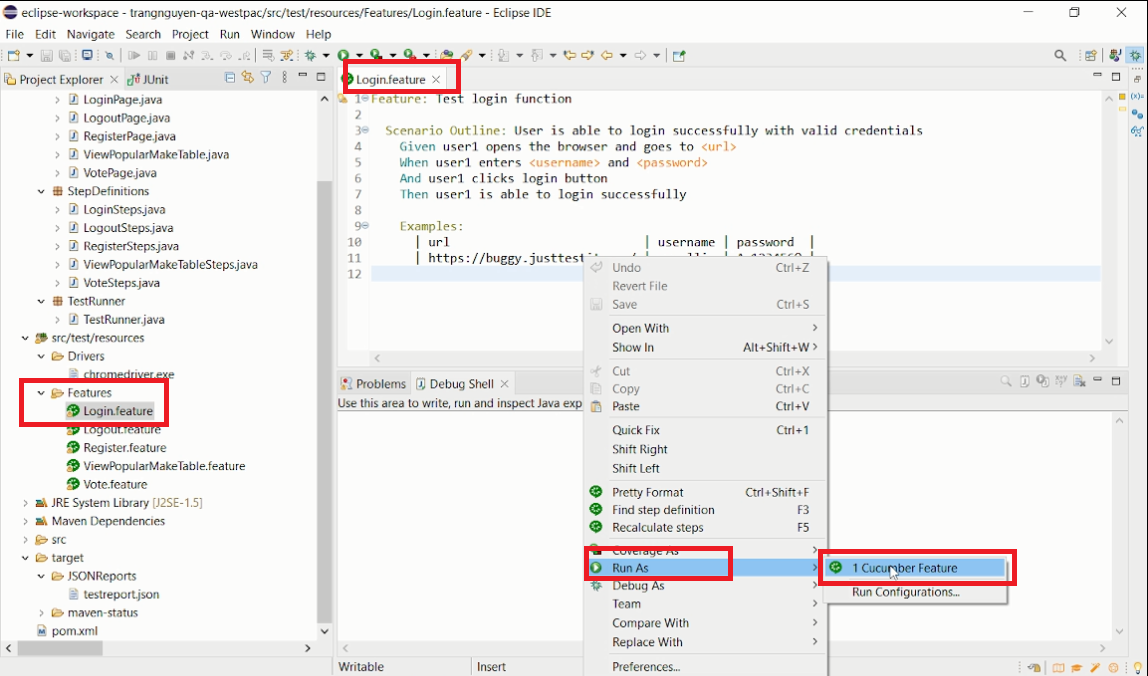 eclipse-workspace - trangnguyen-qa-westpac/src/test/resources/Features/Login.feature - Eclipse IDE
File Edit Navigate Search Project Run Window Help
Project Explorer JUnit
LoginPage.java
LogoutPage.java
RegisterPage.java
ViewPopularMakeTable.java
VotePage.java
StepDefinitions
LoginSteps.java
LogoutSteps.java
RegisterSteps.java
ViewPopularMakeTableSteps.java
VoteSteps.java
TestRunner
TestRunner.java
src/test/resources
Drivers
chromedriver.exe
Features
Login.feature
Logout.feature
Register.feature
ViewPopularMakeTable.feature
Vote.feature
JRE System Library [J2SE-1.5]
Maven Dependencies
src
target
JSONReports
testreport.json
maven-status
pom.xml
Login.feature
1 Feature: Test login function
2
3 Scenario Outline: User is able to login successfully with valid credentials
4 Given user1 opens the browser and goes to <url>
5 When user1 enters <username> and <password>
6 And user1 clicks login button
7 Then user1 is able to login successfully
8
9 Examples:
10 | url | username | password |
11 | https://buggy.justtest
12
Problems Debug Shell
Use this area to write, run and inspect Java exp
Undo Ctrl+Z
Revert File
Save Ctrl+S
Open With
Show In Alt+Shift+W
Cut Ctrl+X
Copy Ctrl+C
Paste Ctrl+V
Quick Fix Ctrl+1
Shift Right
Shift Left
Pretty Format Ctrl+Shift+F
Find step definition F3
Recalculate steps F5
Coverage As
Run As
Debug As
Team
Compare With
Replace With
Preferences...
1 Cucumber Feature
Run Configurations...
Writable Insert